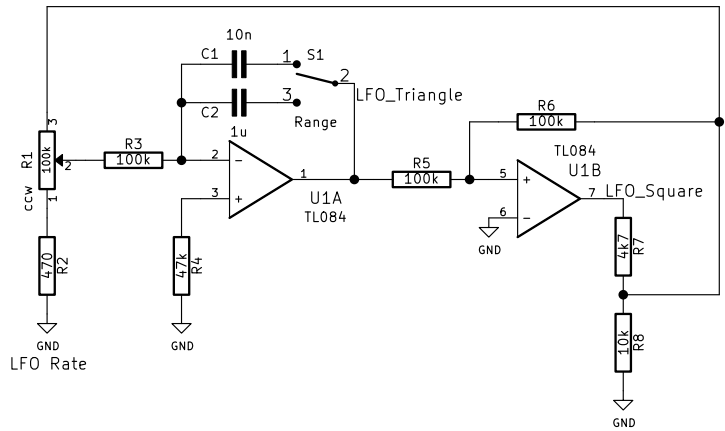 10n
C1
1
S1
2
LFO_Triangle
C2
3
Range
1u
3
R1
100k
2
ccw
1
R3
100k
2
-
3
+
1
U1A
TL084
R6
100k
R5
100k
TL084
U1B
5
+
6
-
7
LFO_Square
GND
470
R2
47k
R4
4k7
R7
10k
R8
GND
LFO Rate
GND
GND